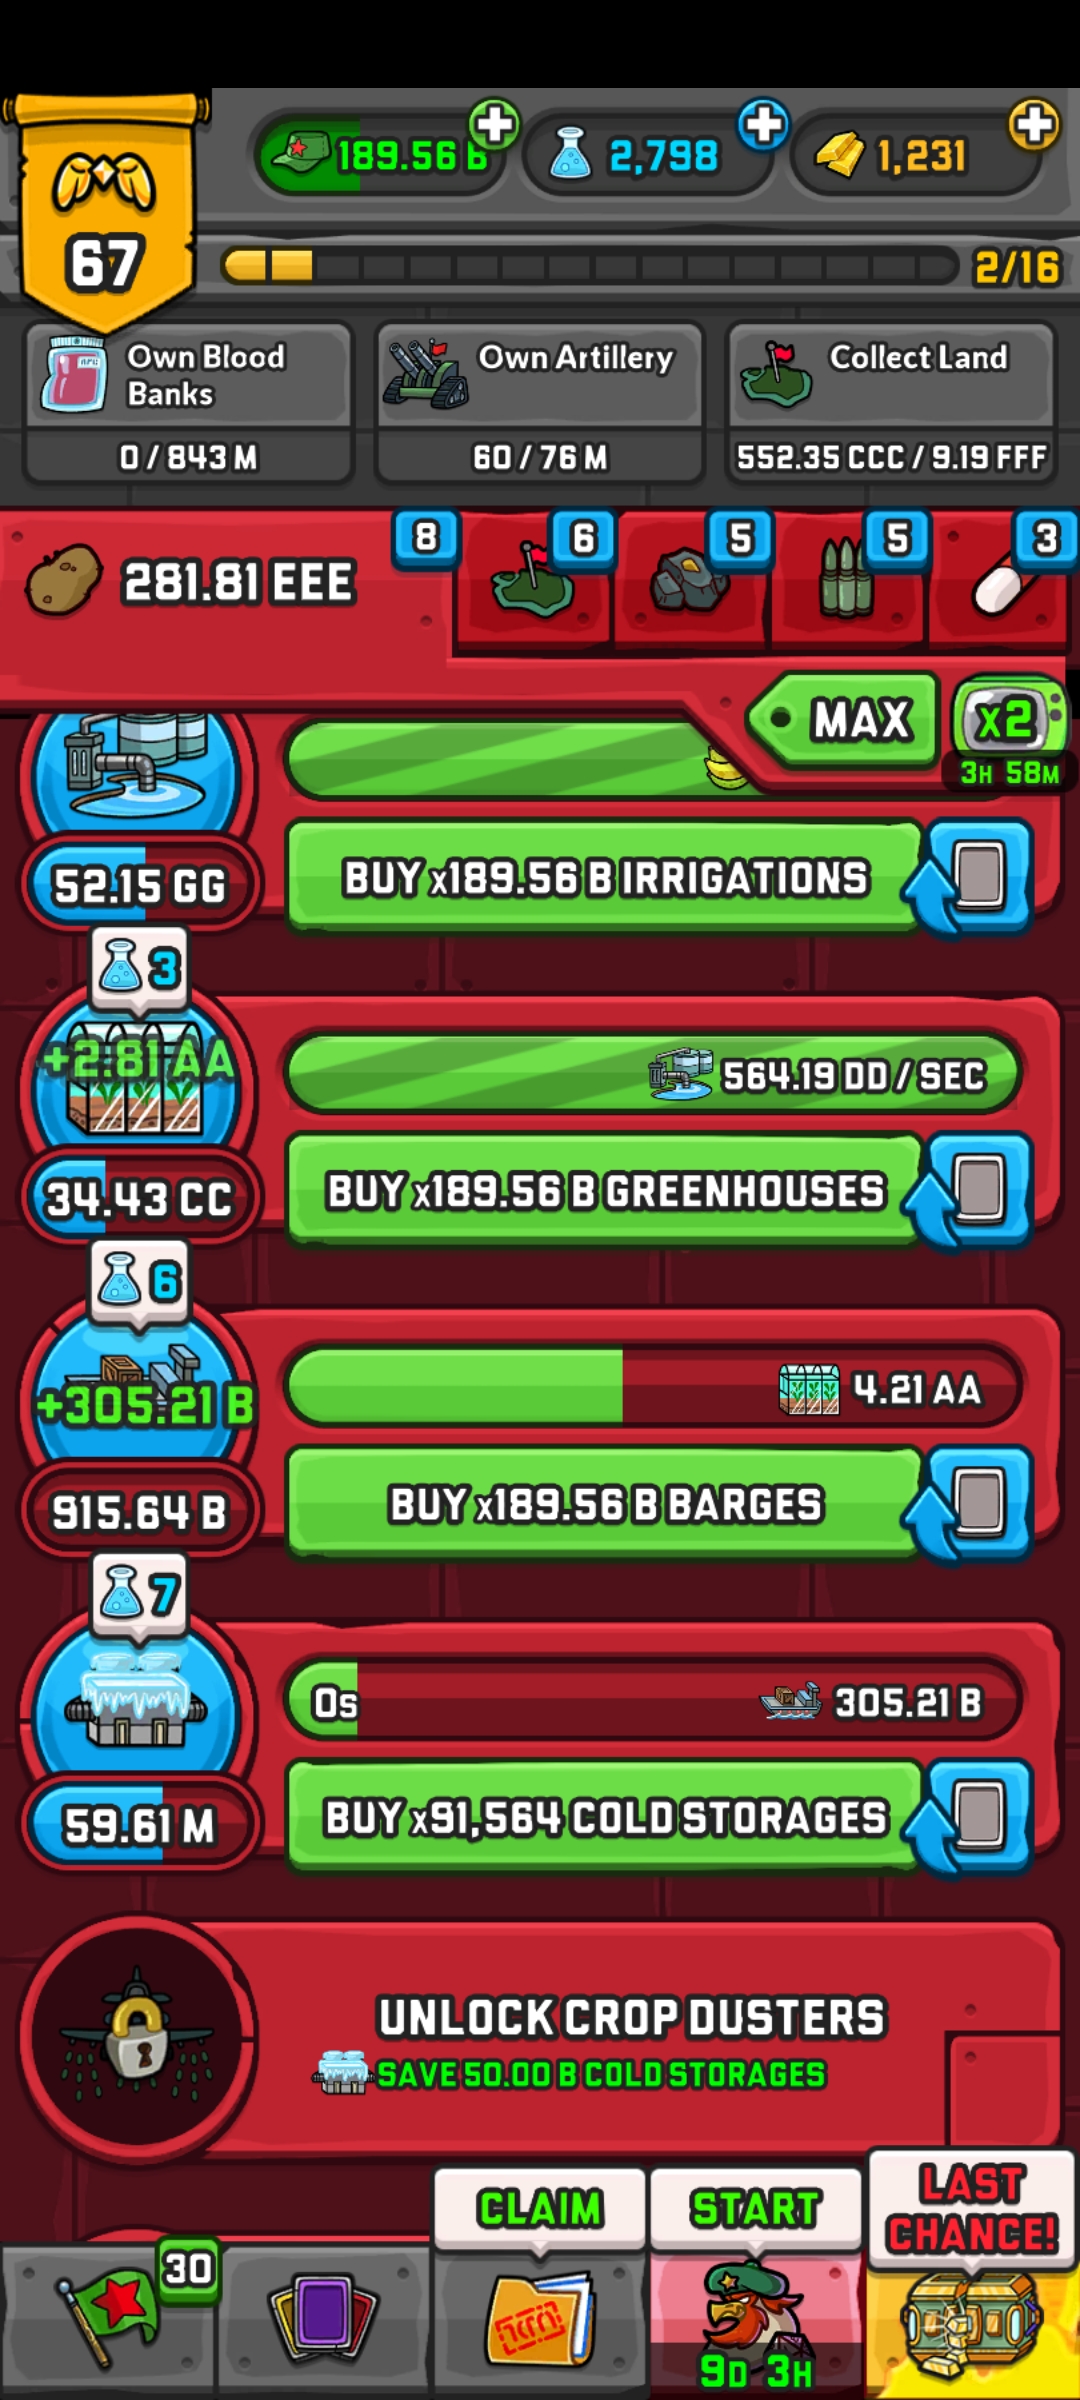 189.56 B
2,798
1,231
67
2/16
Own Blood
Banks
0 / 843 M
Own Artillery
60 / 76 M
Collect Land
552.35 CCC / 9.19 FFF
281.81 EEE
8
6
5
5
3
MAX
x2
3H 58M
52.15 GG
BUY x189.56 B IRRIGATIONS
3
+2.81 AA
564.19 DD / SEC
34.43 CC
BUY x189.56 B GREENHOUSES
6
+305.21 B
4.21 AA
915.64 B
BUY x189.56 B BARGES
7
0s
305.21 B
59.61 M
BUY x91,564 COLD STORAGES
UNLOCK CROP DUSTERS
SAVE 50.00 B COLD STORAGES
30
CLAIM
START
9D 3H
LAST
CHANCE!